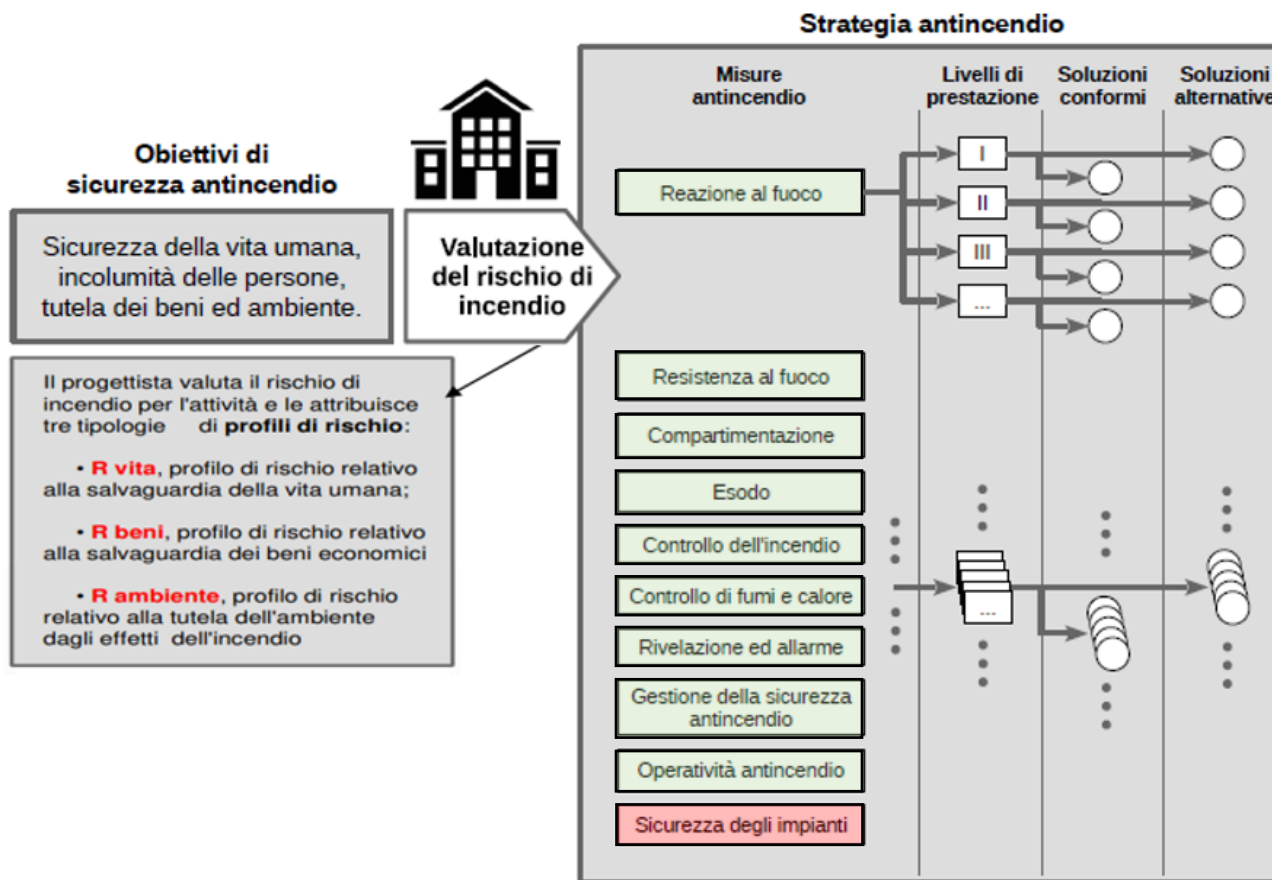 Strategia antincendio
Obiettivi di
sicurezza antincendio
Sicurezza della vita umana,
incolumità delle persone,
tutela dei beni ed ambiente.
Valutazione
del rischio di
incendio
Il progettista valuta il rischio di
incendio per l'attività e le attribuisce
tre tipologie di profili di rischio:
• R vita, profilo di rischio relativo
alla salvaguardia della vita umana;
• R beni, profilo di rischio relativo
alla salvaguardia dei beni economici
• R ambiente, profilo di rischio
relativo alla tutela dell'ambiente
dagli effetti dell'incendio
Misure
antincendio
Livelli di
prestazione
Soluzioni
conformi
Soluzioni
alternative
Reazione al fuoco
I
II
III
...
Resistenza al fuoco
Compartimentazione
Esodo
Controllo dell'incendio
Controllo di fumi e calore
...
Rivelazione ed allarme
Gestione della sicurezza
antincendio
Operatività antincendio
Sicurezza degli impianti